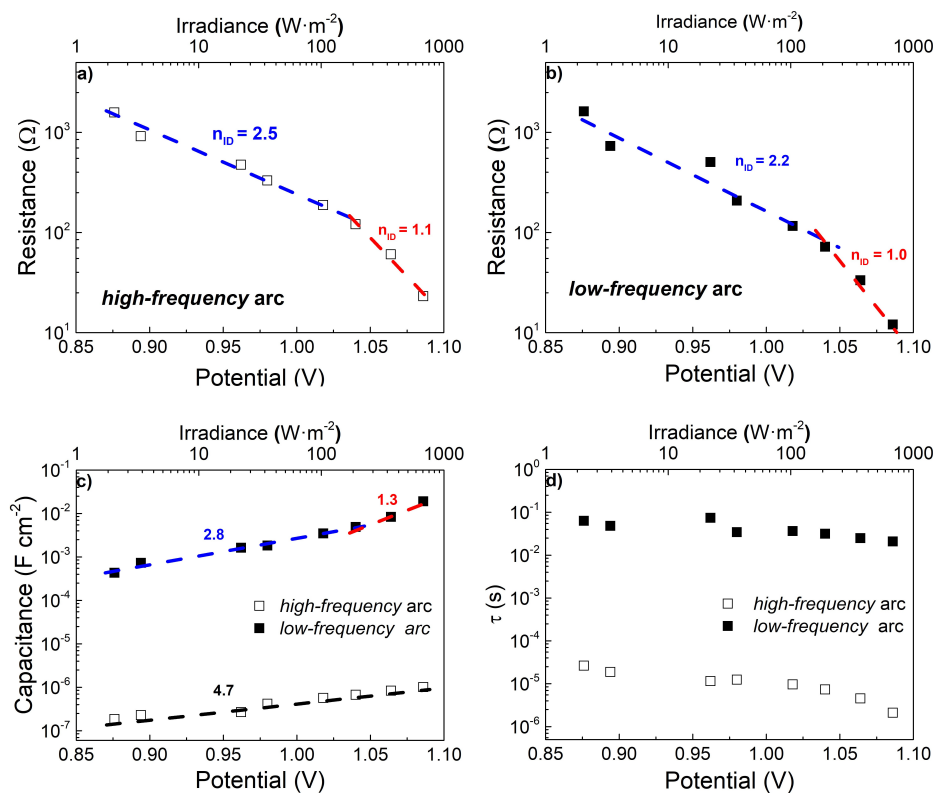 Irradiance (W·m-2)
1 10 100 1000
a)
103
102
101
Resistance (Ω)
nID = 2.5
nID = 1.1
high-frequency arc
0.85 0.90 0.95 1.00 1.05 1.10
Potential (V)
Irradiance (W·m-2)
1 10 100 1000
b)
103
102
101
Resistance (Ω)
nID = 2.2
nID = 1.0
low-frequency arc
0.85 0.90 0.95 1.00 1.05 1.10
Potential (V)
Irradiance (W·m-2)
1 10 100 1000
c)
10-1
10-2
10-3
10-4
10-5
10-6
10-7
Capacitance (F cm-2)
1.3
2.8
high-frequency arc
low-frequency arc
4.7
0.85 0.90 0.95 1.00 1.05 1.10
Potential (V)
Irradiance (W·m-2)
1 10 100 1000
d)
100
10-1
10-2
10-3
10-4
10-5
10-6
τ (s)
high-frequency arc
low-frequency arc
0.85 0.90 0.95 1.00 1.05 1.10
Potential (V)